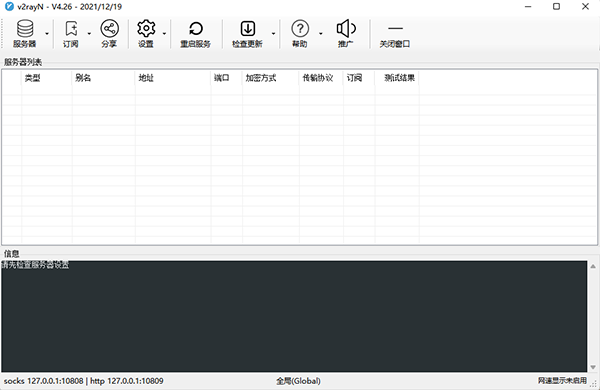 v2rayN - V4.26 - 2021/12/19
服务器 订阅 分享 设置 重启服务 检查更新 帮助 推广 关闭窗口
服务器列表
类型 别名 地址 端口 加密方式 传输协议 订阅 测试结果
信息
请先检查服务器设置
socks 127.0.0.1:10808 | http 127.0.0.1:10809 全局(Global) 网速显示未启用